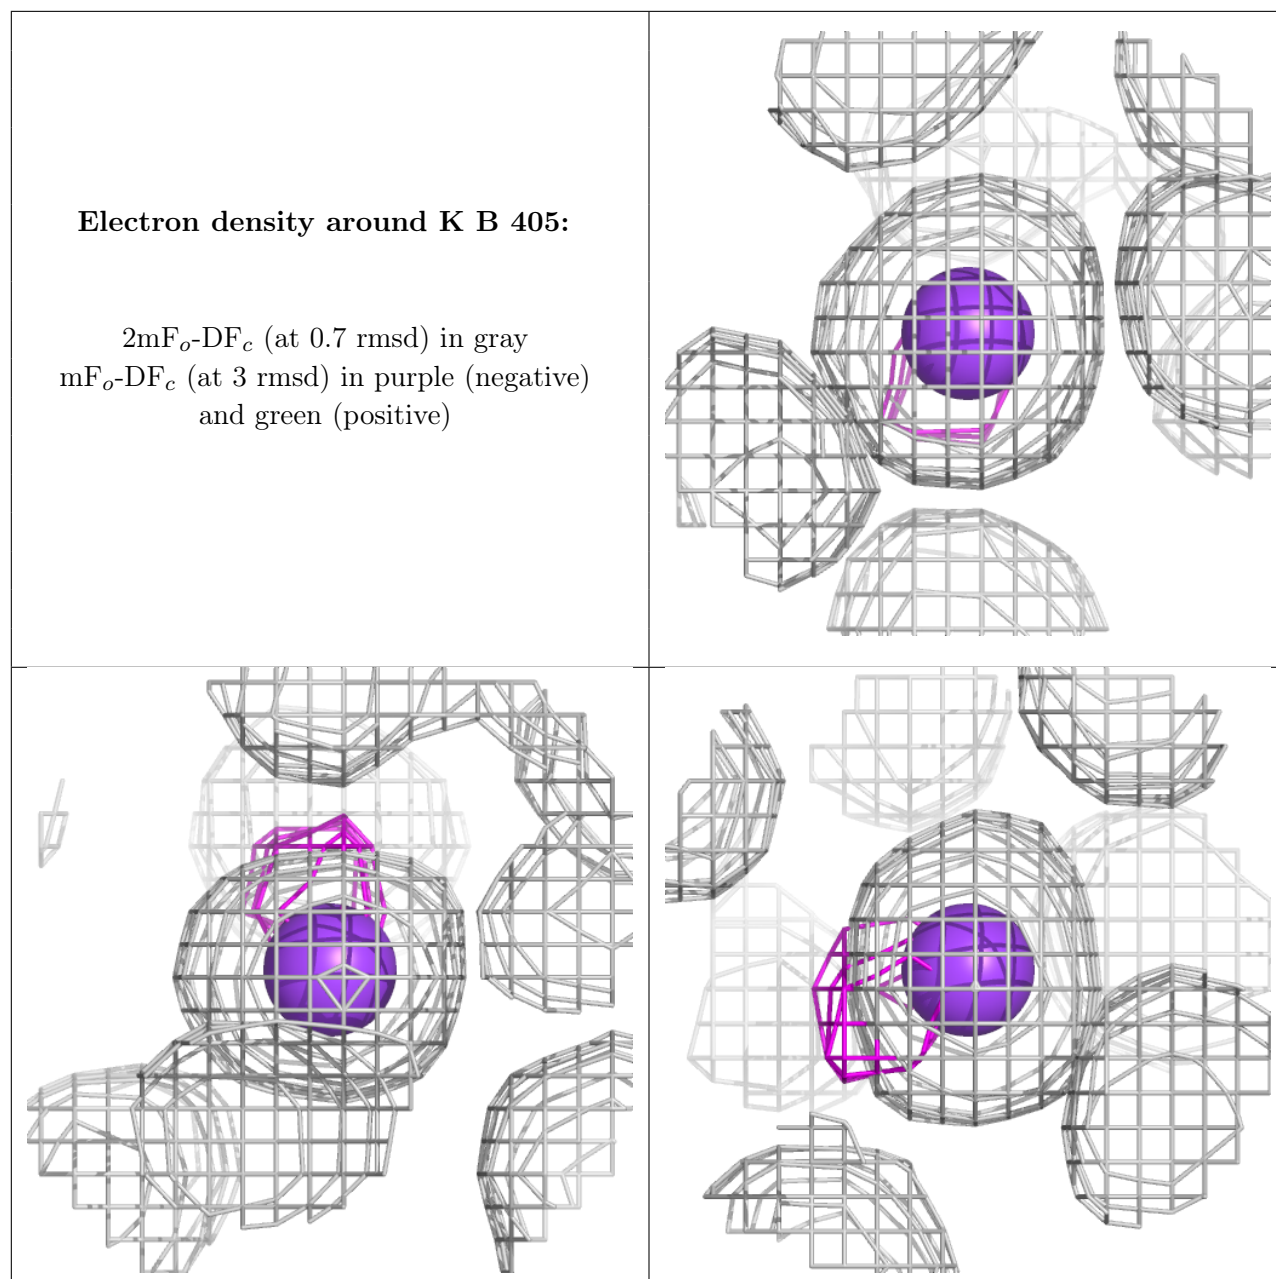 Electron density around K B 405:
2mFo-DFc (at 0.7 rmsd) in gray
mFo-DFc (at 3 rmsd) in purple (negative)
and green (positive)